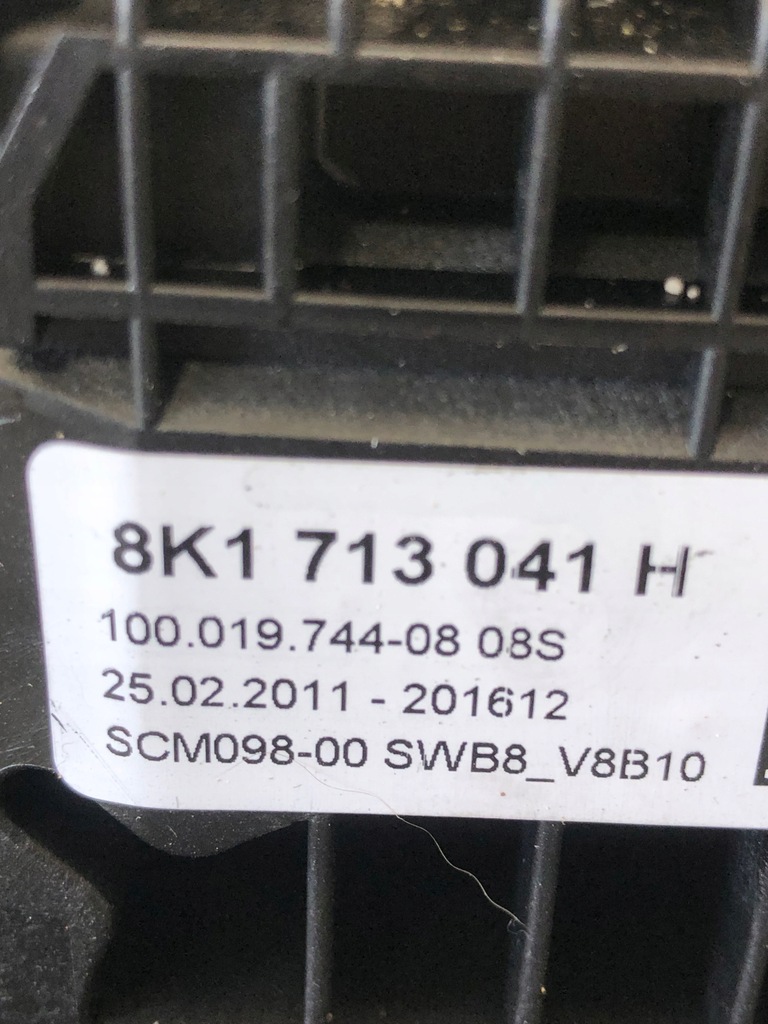 8K1 713 041 H
100.019.744-08 08S
25.02.2011 - 201612
SCM098-00 SWB8_V8B10